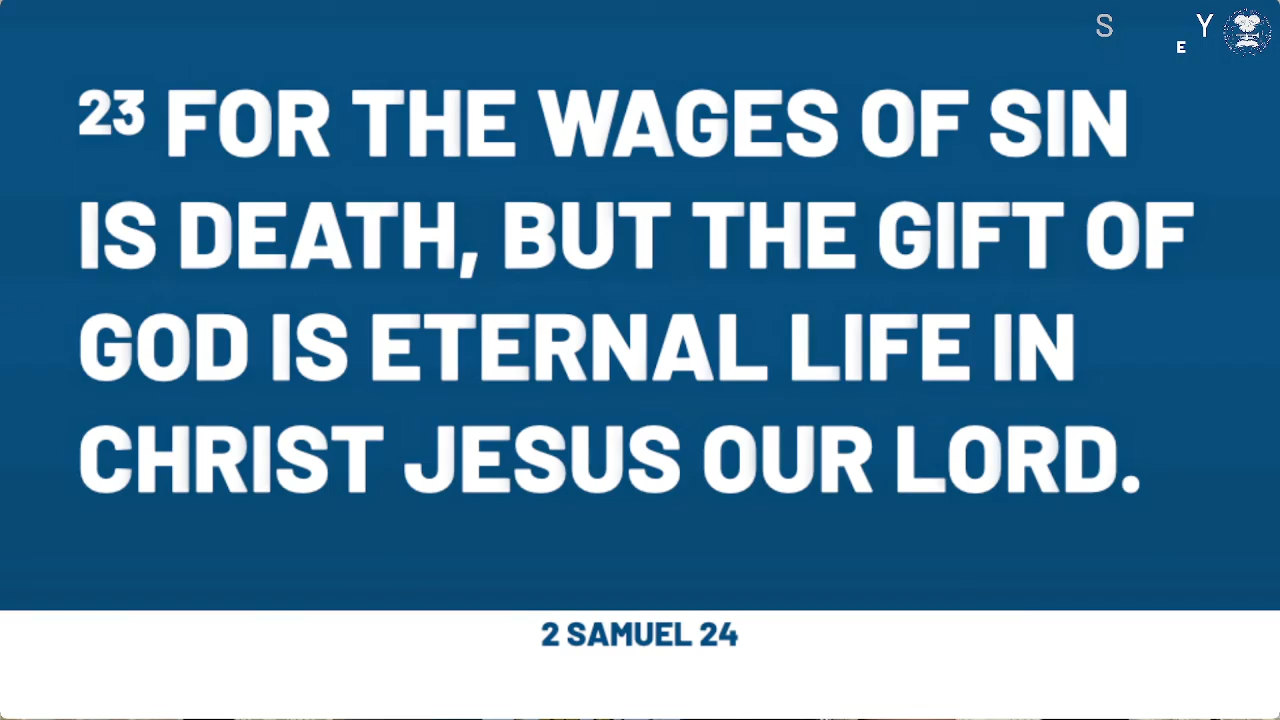 S E Y
²³ FOR THE WAGES OF SIN
IS DEATH, BUT THE GIFT OF
GOD IS ETERNAL LIFE IN
CHRIST JESUS OUR LORD.
2 SAMUEL 24